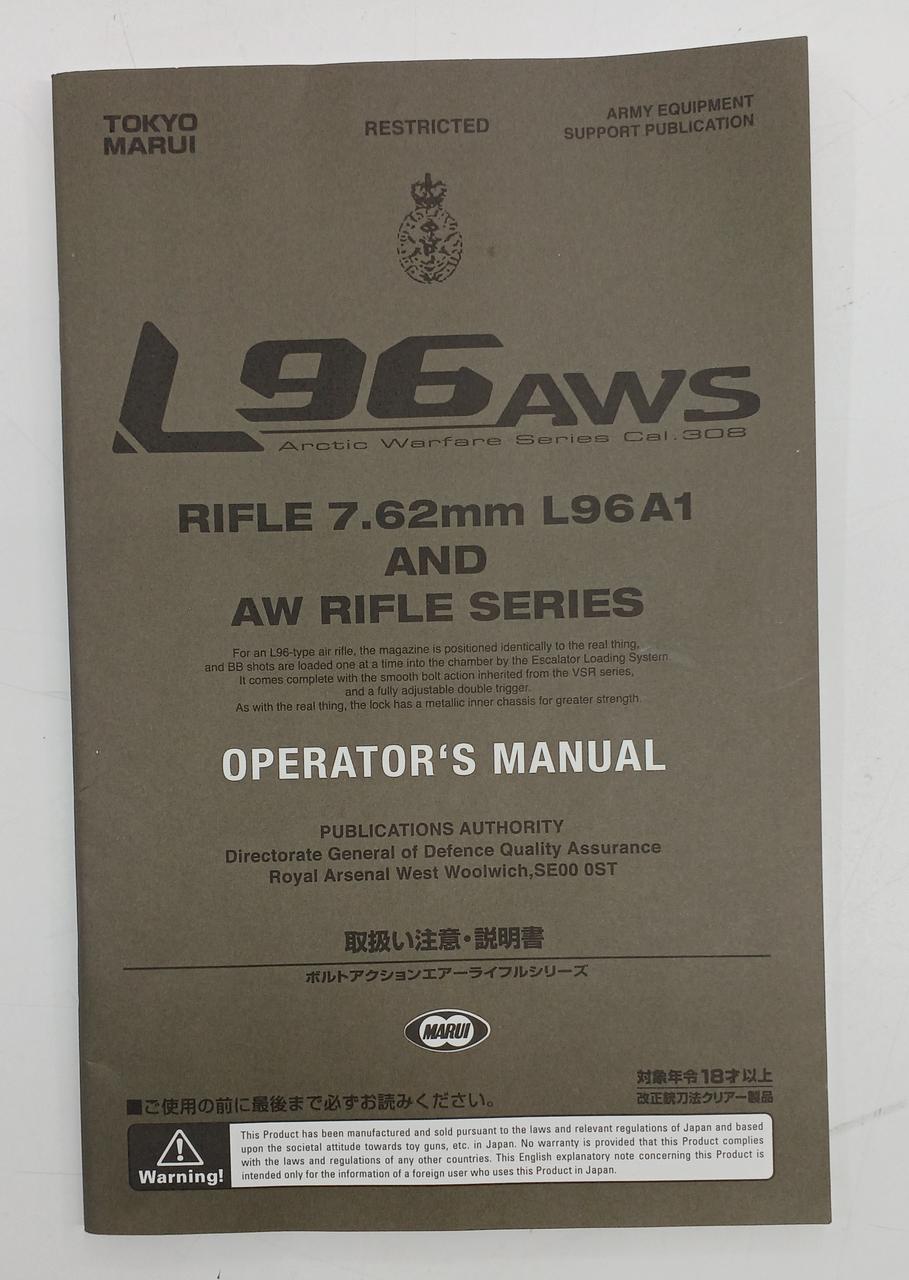 TOKYO
MARUI
RESTRICTED
ARMY EQUIPMENT
SUPPORT PUBLICATION
L96 AWS
Arctic Warfare Series Cal.308
RIFLE 7.62mm L96A1
AND
AW RIFLE SERIES
For an L96-type air rifle, the magazine is positioned identically to the real thing,
and BB shots are loaded one at a time into the chamber by the Escalator Loading System.
It comes complete with the smooth bolt action inherited from the VSR series,
and a fully adjustable double trigger.
As with the real thing, the lock has a metallic inner chassis for greater strength.
OPERATOR‘S MANUAL
PUBLICATIONS AUTHORITY
Directorate General of Defence Quality Assurance
Royal Arsenal West Woolwich,SE00 0ST
取扱い注意・説明書
ボルトアクションエアーライフルシリーズ
MARUI
対象年令18才以上
改正銃刀法クリアー製品
■ご使用の前に最後まで必ずお読みください。
Warning!
This Product has been manufactured and sold pursuant to the laws and relevant regulations of Japan and based
upon the societal attitude towards toy guns, etc. in Japan. No warranty is provided that this Product complies
with the laws and regulations of any other countries. This English explanatory note concerning this Product is
intended only for the information of a foreign user who uses this Product in Japan.